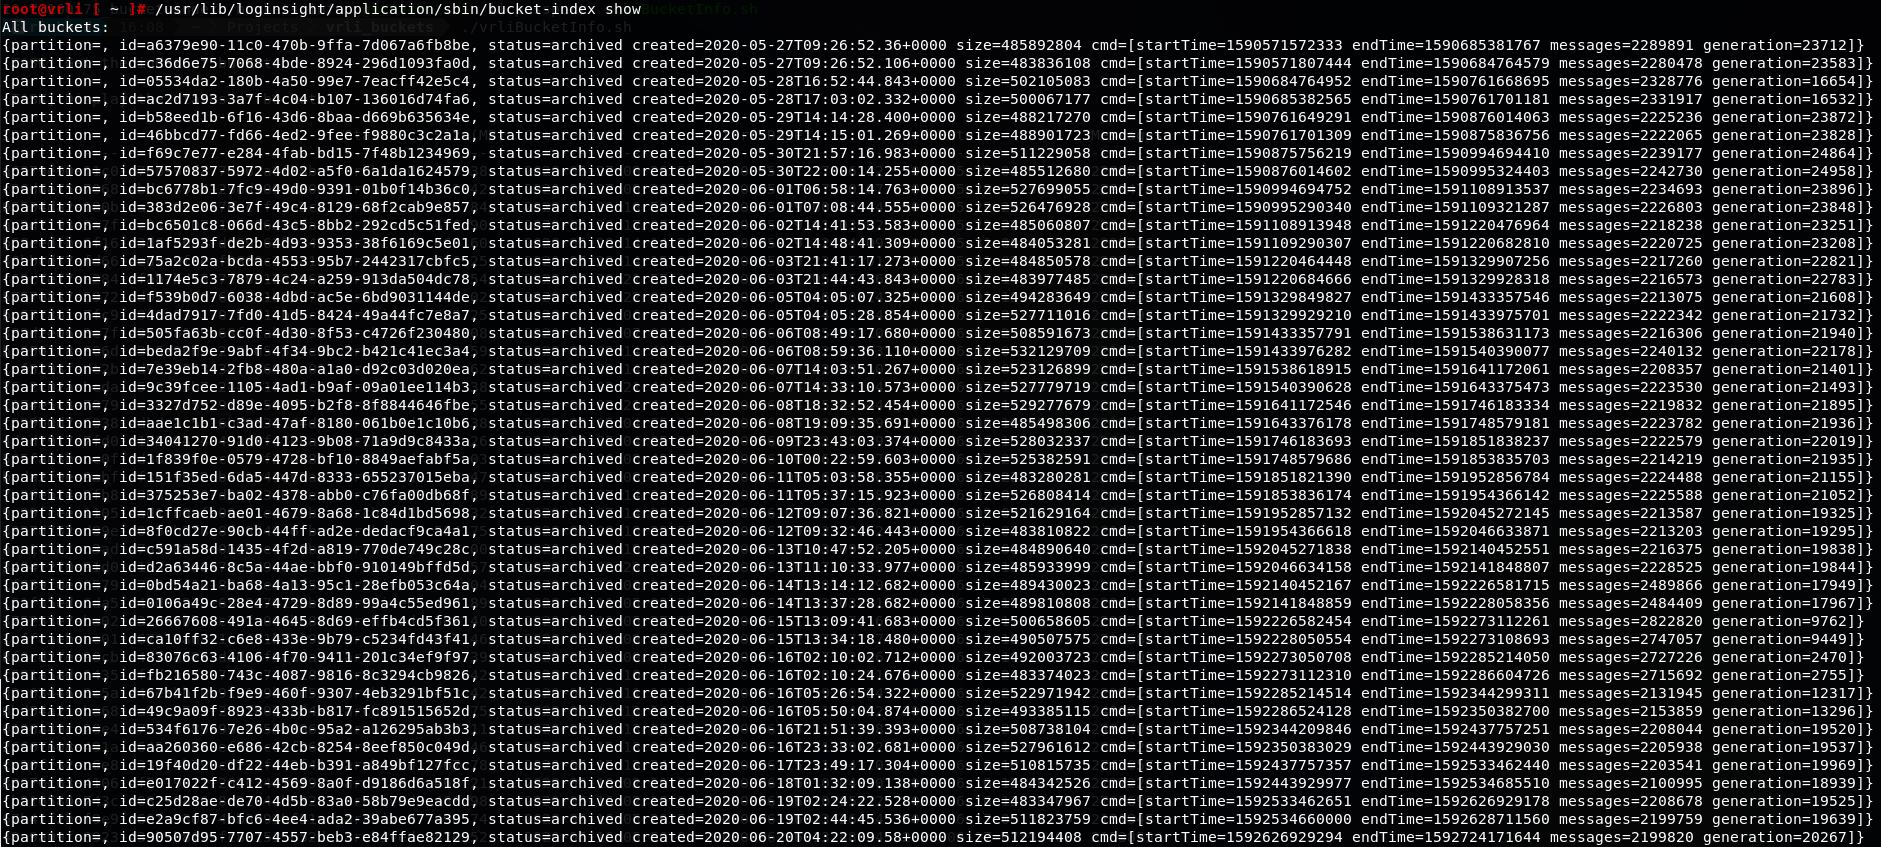 root@vrli [ ~ ]# /usr/lib/loginsight/application/sbin/bucket-index show
All buckets:
{partition=, id=a6379e90-11c0-470b-9ffa-7d067a6fb8be, status=archived created=2020-05-27T09:26:52.36+0000 size=485892804 cmd=[startTime=1590571572333 endTime=1590685381767 messages=2289891 generation=23712]}
{partition=, id=c36d6e75-7068-4bde-8924-296d1093fa0d, status=archived created=2020-05-27T09:26:52.106+0000 size=483836108 cmd=[startTime=1590571807444 endTime=1590684764579 messages=2280478 generation=23583]}
{partition=, id=05534da2-180b-4a50-99e7-7eacff42e5c4, status=archived created=2020-05-28T16:52:44.843+0000 size=502105083 cmd=[startTime=1590684764952 endTime=1590761668695 messages=2328776 generation=16654]}
{partition=, id=ac2d7193-3a7f-4c04-b107-136016d74fa6, status=archived created=2020-05-28T17:03:02.332+0000 size=500067177 cmd=[startTime=1590685382565 endTime=1590761701181 messages=2331917 generation=16532]}
{partition=, id=b58eed1b-6f16-43d6-8baa-d669b635634e, status=archived created=2020-05-29T14:14:28.400+0000 size=488217270 cmd=[startTime=1590761649291 endTime=1590876014063 messages=2225236 generation=23872]}
{partition=, id=46bbcd77-fd66-4ed2-9fee-f9880c3c2a1a, status=archived created=2020-05-29T14:15:01.269+0000 size=488901723 cmd=[startTime=1590761701309 endTime=1590875836756 messages=2222065 generation=23828]}
{partition=, id=f69c7e77-e284-4fab-bd15-7f48b1234969, status=archived created=2020-05-30T21:57:16.983+0000 size=511229058 cmd=[startTime=1590875756219 endTime=1590994694410 messages=2239177 generation=24864]}
{partition=, id=57570837-5972-4d02-a5f0-6a1da1624579, status=archived created=2020-05-30T22:00:14.255+0000 size=485512680 cmd=[startTime=1590876014602 endTime=1590995324403 messages=2242730 generation=24958]}
{partition=, id=bc6778b1-7fc9-49d0-9391-01b0f14b36c0, status=archived created=2020-06-01T06:58:14.763+0000 size=527699055 cmd=[startTime=1590994694752 endTime=1591108913537 messages=2234693 generation=23896]}
{partition=, id=383d2e06-3e7f-49c4-8129-68f2cab9e857, status=archived created=2020-06-01T07:08:44.555+0000 size=526476928 cmd=[startTime=1590995290340 endTime=1591109321287 messages=2226803 generation=23848]}
{partition=, id=bc6501c8-066d-43c5-8bb2-292cd5c51fed, status=archived created=2020-06-02T14:41:53.583+0000 size=485060807 cmd=[startTime=1591108913948 endTime=1591220476964 messages=2218238 generation=23251]}
{partition=, id=1af5293f-de2b-4d93-9353-38f6169c5e01, status=archived created=2020-06-02T14:48:41.309+0000 size=484053281 cmd=[startTime=1591109290307 endTime=1591220682810 messages=2220725 generation=23208]}
{partition=, id=75a2c02a-bcda-4553-95b7-2442317cbfc5, status=archived created=2020-06-03T21:41:17.273+0000 size=484850578 cmd=[startTime=1591220464448 endTime=1591329907256 messages=2217260 generation=22821]}
{partition=, id=1174e5c3-7879-4c24-a259-913da504dc78, status=archived created=2020-06-03T21:44:43.843+0000 size=483977485 cmd=[startTime=1591220684666 endTime=1591329928318 messages=2216573 generation=22783]}
{partition=, id=f539b0d7-6038-4dbd-ac5e-6bd9031144de, status=archived created=2020-06-05T04:05:07.325+0000 size=494283649 cmd=[startTime=1591329849827 endTime=1591433357546 messages=2213075 generation=21608]}
{partition=, id=4dad7917-7fd0-41d5-8424-49a44fc7e8a7, status=archived created=2020-06-05T04:05:28.854+0000 size=527711016 cmd=[startTime=1591329929210 endTime=1591433975701 messages=2222342 generation=21732]}
{partition=, id=505fa63b-cc0f-4d30-8f53-c4726f230480, status=archived created=2020-06-06T08:49:17.680+0000 size=508591673 cmd=[startTime=1591433357791 endTime=1591538631173 messages=2216306 generation=21940]}
{partition=, id=beda2f9e-9abf-4f34-9bc2-b421c41ec3a4, status=archived created=2020-06-06T08:59:36.110+0000 size=532129709 cmd=[startTime=1591433976282 endTime=1591540390077 messages=2240132 generation=22178]}
{partition=, id=7e39eb14-2fb8-480a-a1a0-d92c03d020ea, status=archived created=2020-06-07T14:03:51.267+0000 size=523126899 cmd=[startTime=1591538618915 endTime=1591641172061 messages=2208357 generation=21401]}
{partition=, id=9c39fcee-1105-4ad1-b9af-09a01ee114b3, status=archived created=2020-06-07T14:33:10.573+0000 size=527779719 cmd=[startTime=1591540390628 endTime=1591643375473 messages=2223530 generation=21493]}
{partition=, id=3327d752-d89e-4095-b2f8-8f8844646fbe, status=archived created=2020-06-08T18:32:52.454+0000 size=529277679 cmd=[startTime=1591641172546 endTime=1591746183334 messages=2219832 generation=21895]}
{partition=, id=aae1c1b1-c3ad-47af-8180-061b0e1c10b6, status=archived created=2020-06-08T19:09:35.691+0000 size=485498306 cmd=[startTime=1591643376178 endTime=1591748579181 messages=2223782 generation=21936]}
{partition=, id=34041270-91d0-4123-9b08-71a9d9c8433a, status=archived created=2020-06-09T23:43:03.374+0000 size=528032337 cmd=[startTime=1591746183693 endTime=1591851838237 messages=2222579 generation=22019]}
{partition=, id=1f839f0e-0579-4728-bf10-8849aefabf5a, status=archived created=2020-06-10T00:22:59.603+0000 size=525382591 cmd=[startTime=1591748579686 endTime=1591853835703 messages=2214219 generation=21935]}
{partition=, id=151f35ed-6da5-447d-8333-655237015eba, status=archived created=2020-06-11T05:03:58.355+0000 size=483280281 cmd=[startTime=1591851821390 endTime=1591952856784 messages=2224488 generation=21155]}
{partition=, id=375253e7-ba02-4378-abb0-c76fa00db68f, status=archived created=2020-06-11T05:37:15.923+0000 size=526808414 cmd=[startTime=1591853836174 endTime=1591954366142 messages=2225588 generation=21052]}
{partition=, id=1cffcaeb-ae01-4679-8a68-1c84d1bd5698, status=archived created=2020-06-12T09:07:36.821+0000 size=521629164 cmd=[startTime=1591952857132 endTime=1592045272145 messages=2213587 generation=19325]}
{partition=, id=8f0cd27e-90cb-44ff-ad2e-dedacf9ca4a1, status=archived created=2020-06-12T09:32:46.443+0000 size=483810822 cmd=[startTime=1591954366618 endTime=1592046633871 messages=2213203 generation=19295]}
{partition=, id=c591a58d-1435-4f2d-a819-770de749c28c, status=archived created=2020-06-13T10:47:52.205+0000 size=484890640 cmd=[startTime=1592045271838 endTime=1592140452551 messages=2216375 generation=19838]}
{partition=, id=d2a63446-8c5a-44ae-bbf0-910149bffd5d, status=archived created=2020-06-13T11:10:33.977+0000 size=485933999 cmd=[startTime=1592046634158 endTime=1592141848807 messages=2228525 generation=19844]}
{partition=, id=0bd54a21-ba68-4a13-95c1-28efb053c64a, status=archived created=2020-06-14T13:14:12.682+0000 size=489430023 cmd=[startTime=1592140452167 endTime=1592226581715 messages=2489866 generation=17949]}
{partition=, id=0106a49c-28e4-4729-8d89-99a4c55ed961, status=archived created=2020-06-14T13:37:28.682+0000 size=489810808 cmd=[startTime=1592141848859 endTime=1592228058356 messages=2484409 generation=17967]}
{partition=, id=26667608-491a-4645-8d69-effb4cd5f361, status=archived created=2020-06-15T13:09:41.683+0000 size=500658605 cmd=[startTime=1592226582454 endTime=1592273112261 messages=2822820 generation=9762]}
{partition=, id=ca10ff32-c6e8-433e-9b79-c5234fd43f41, status=archived created=2020-06-15T13:34:18.480+0000 size=490507575 cmd=[startTime=1592228050554 endTime=1592273108693 messages=2747057 generation=9449]}
{partition=, id=83076c63-4106-4f70-9411-201c34ef9f97, status=archived created=2020-06-16T02:10:02.712+0000 size=492003723 cmd=[startTime=1592273050708 endTime=1592285214050 messages=2727226 generation=2470]}
{partition=, id=fb216580-743c-4087-9816-8c3294cb9826, status=archived created=2020-06-16T02:10:24.676+0000 size=483374023 cmd=[startTime=1592273112310 endTime=1592286604726 messages=2715692 generation=2755]}
{partition=, id=67b41f2b-f9e9-460f-9307-4eb3291bf51c, status=archived created=2020-06-16T05:26:54.322+0000 size=522971942 cmd=[startTime=1592285214514 endTime=1592344299311 messages=2131945 generation=12317]}
{partition=, id=49c9a09f-8923-433b-b817-fc891515652d, status=archived created=2020-06-16T05:50:04.874+0000 size=493385115 cmd=[startTime=1592286524128 endTime=1592350382700 messages=2153859 generation=13296]}
{partition=, id=534f6176-7e26-4b0c-95a2-a126295ab3b3, status=archived created=2020-06-16T21:51:39.393+0000 size=508738104 cmd=[startTime=1592344209846 endTime=1592437757251 messages=2208044 generation=19520]}
{partition=, id=aa260360-e686-42cb-8254-8eef850c049d, status=archived created=2020-06-16T23:33:02.681+0000 size=527961612 cmd=[startTime=1592350383029 endTime=1592443929030 messages=2205938 generation=19537]}
{partition=, id=19f40d20-df22-44eb-b391-a849bf127fcc, status=archived created=2020-06-17T23:49:17.304+0000 size=510815735 cmd=[startTime=1592437757357 endTime=1592533462440 messages=2203541 generation=19969]}
{partition=, id=e017022f-c412-4569-8a0f-d9186d6a518f, status=archived created=2020-06-18T01:32:09.138+0000 size=484342526 cmd=[startTime=1592443929977 endTime=1592534685510 messages=2100995 generation=18939]}
{partition=, id=c25d28ae-de70-4d5b-83a0-58b79e9eacdd, status=archived created=2020-06-19T02:24:22.528+0000 size=483347967 cmd=[startTime=1592533462651 endTime=1592626929178 messages=2208678 generation=19525]}
{partition=, id=e2a9cf87-bfc6-4ee4-ada2-39abe677a395, status=archived created=2020-06-19T02:44:45.536+0000 size=511823759 cmd=[startTime=1592534660000 endTime=1592628711560 messages=2199759 generation=19639]}
{partition=, id=90507d95-7707-4557-beb3-e84ffae82129, status=archived created=2020-06-20T04:22:09.58+0000 size=512194408 cmd=[startTime=1592626929294 endTime=1592724171644 messages=2199820 generation=20267]}